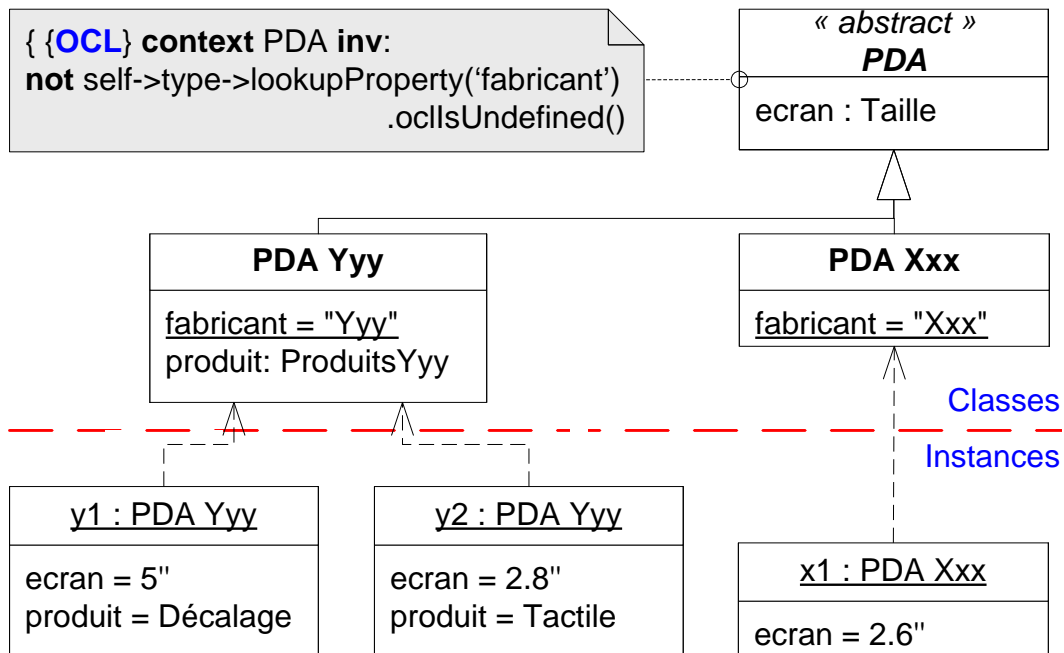 { {OCL} context PDA inv:
not self->type->lookupProperty(‘fabricant’)
.oclIsUndefined()
« abstract »
PDA
ecran : Taille
PDA Yyy
fabricant = "Yyy"
produit: ProduitsYyy
PDA Xxx
fabricant = "Xxx"
Classes
Instances
y1 : PDA Yyy
ecran = 5"
produit = Décalage
y2 : PDA Yyy
ecran = 2.8"
produit = Tactile
x1 : PDA Xxx
ecran = 2.6"